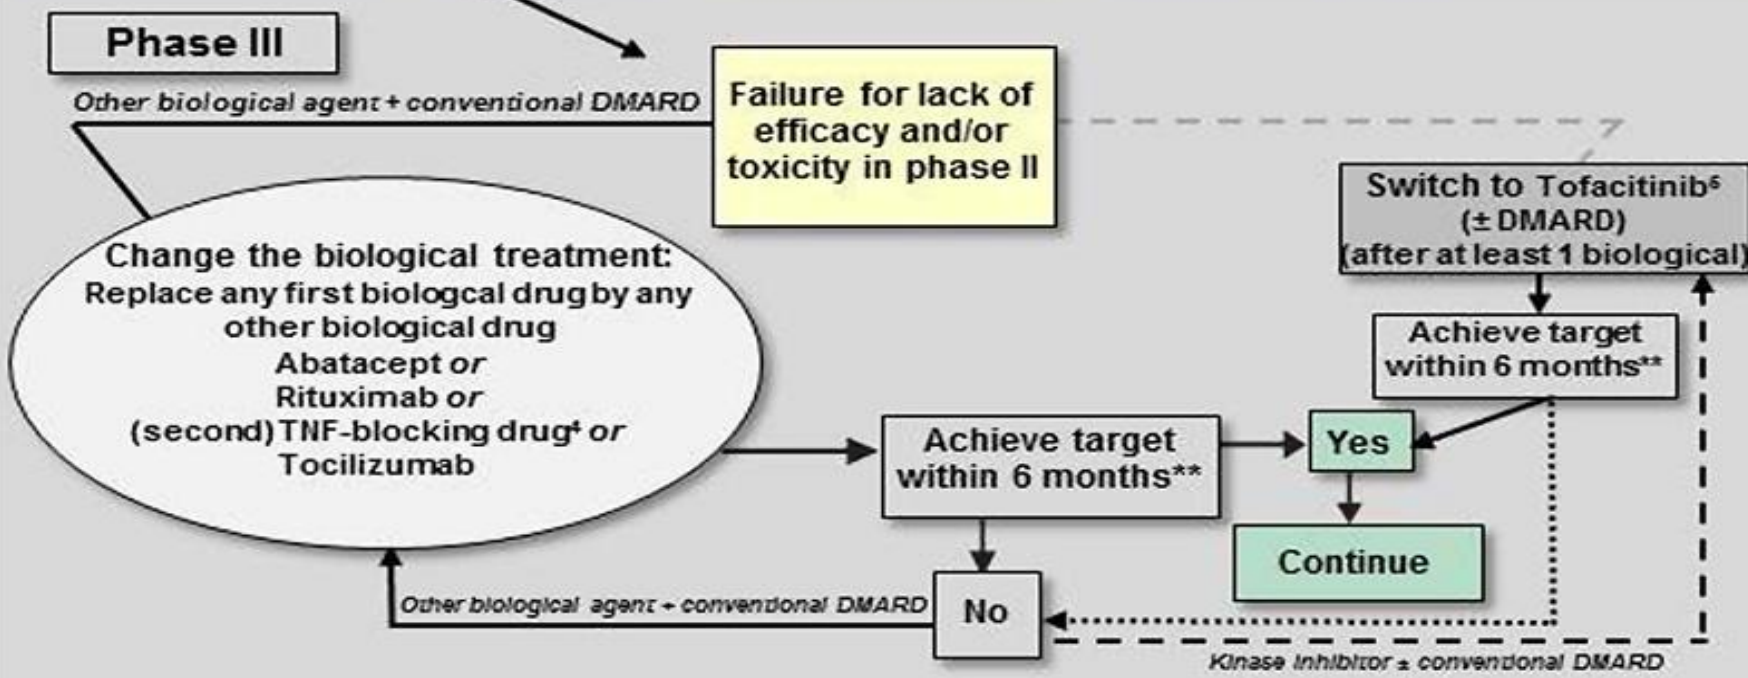 Phase III
Other biological agent + conventional DMARD
Failure for lack of
efficacy and/or
toxicity in phase II
Switch to Tofacitinib⁵
(± DMARD)
(after at least 1 biological)
Change the biological treatment:
Replace any first biologcal drug by any
other biological drug
Abatacept or
Rituximab or
(second) TNF-blocking drug⁴ or
Tocilizumab
Achieve target
within 6 months**
Achieve target
within 6 months**
Yes
Continue
No
Other biological agent + conventional DMARD
Kinase inhibitor ± conventional DMARD